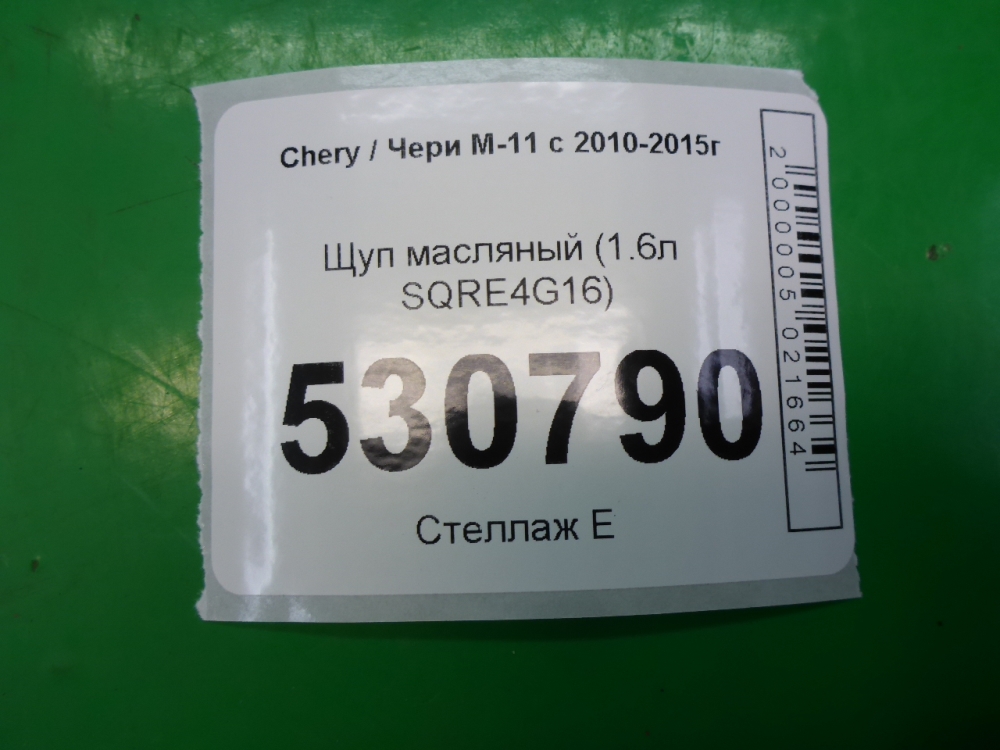 Chery / Чери М-11 с 2010-2015г
Щуп масляный (1.6л
SQRE4G16)
530790
Стеллаж Е
2000005021664